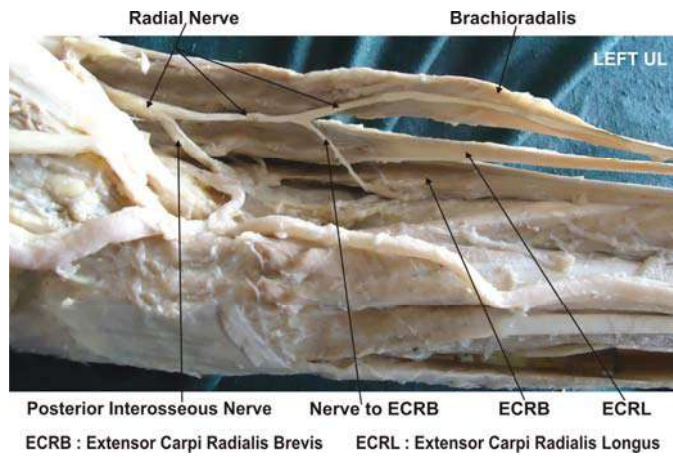 Radial Nerve Brachioradalis
LEFT UL
Posterior Interosseous Nerve Nerve to ECRB ECRB ECRL
ECRB : Extensor Carpi Radialis Brevis ECRL : Extensor Carpi Radialis Longus